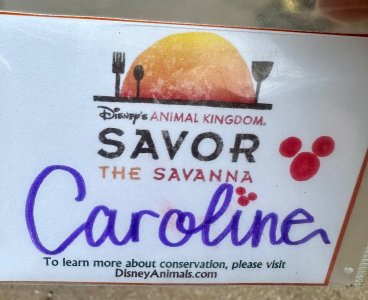 Disney's ANIMAL KINGDOM.
SAVOR
THE SAVANNA
Caroline
To learn more about conservation, please visit
DisneyAnimals.com